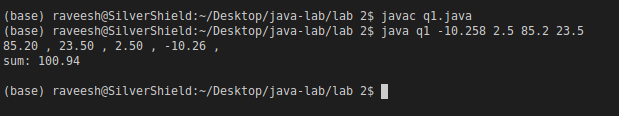 (base) raveesh@SilverShield:~/Desktop/java-lab/lab 2$ javac q1.java
(base) raveesh@SilverShield:~/Desktop/java-lab/lab 2$ java q1 -10.258 2.5 85.2 23.5
85.20 , 23.50 , 2.50 , -10.26 ,
sum: 100.94
(base) raveesh@SilverShield:~/Desktop/java-lab/lab 2$